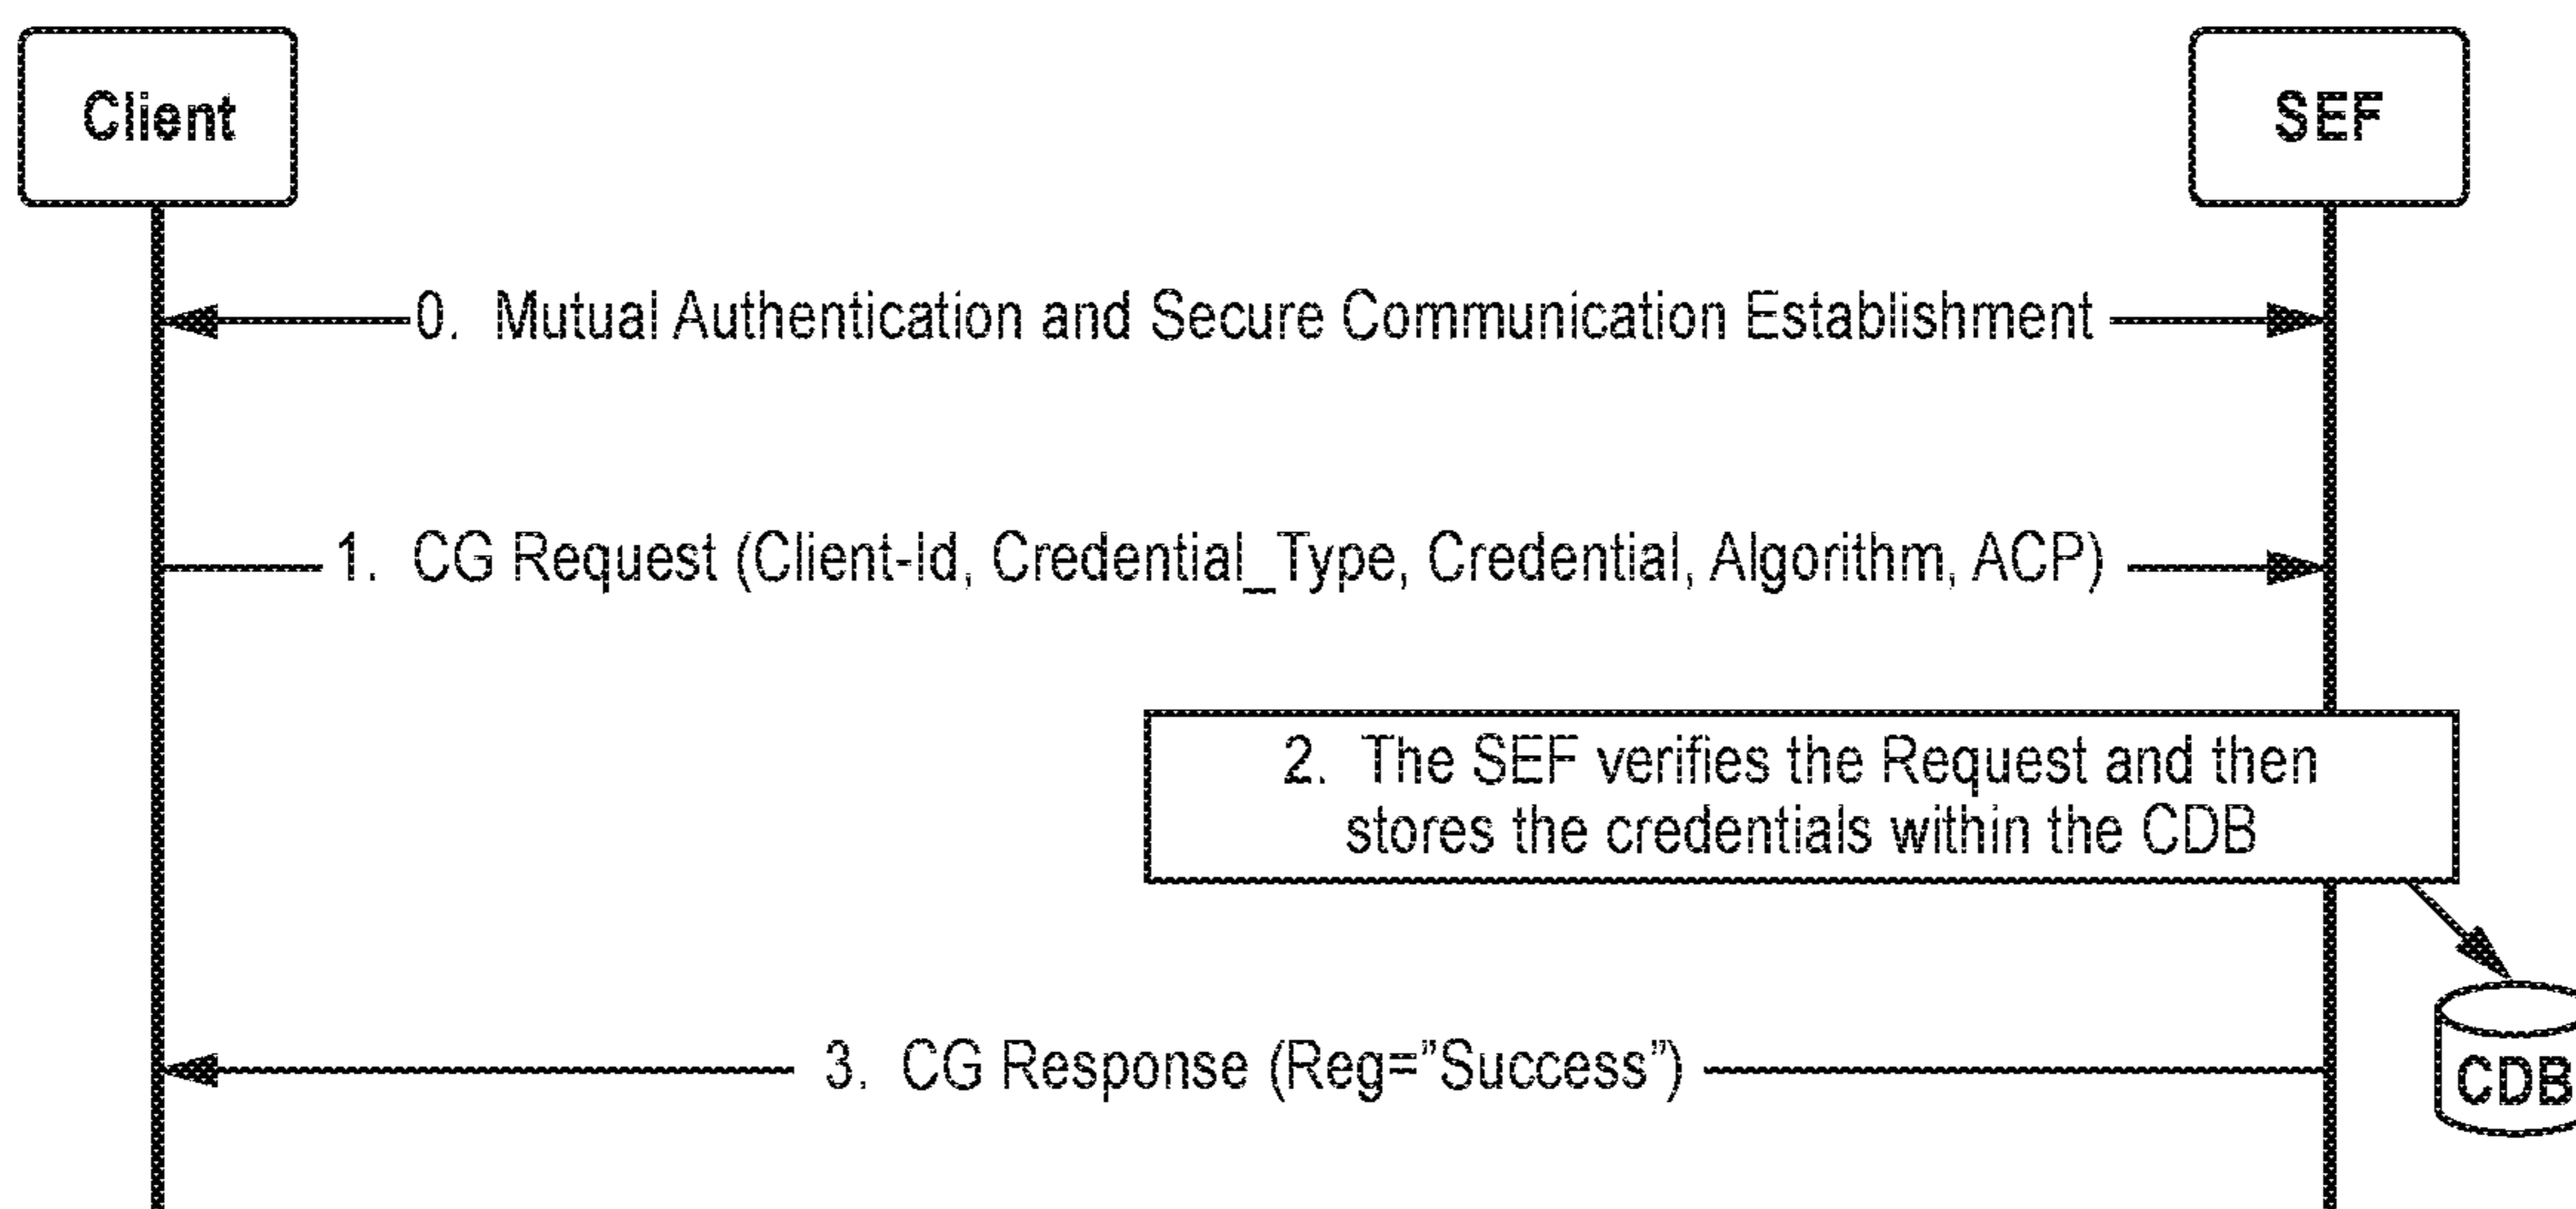 Client
SEF
0. Mutual Authentication and Secure Communication Establishment
1. CG Request (Client-Id, Credential_Type, Credential, Algorithm, ACP)
2. The SEF verifies the Request and then
stores the credentials within the CDB
3. CG Response (Reg=”Success”)
CDB